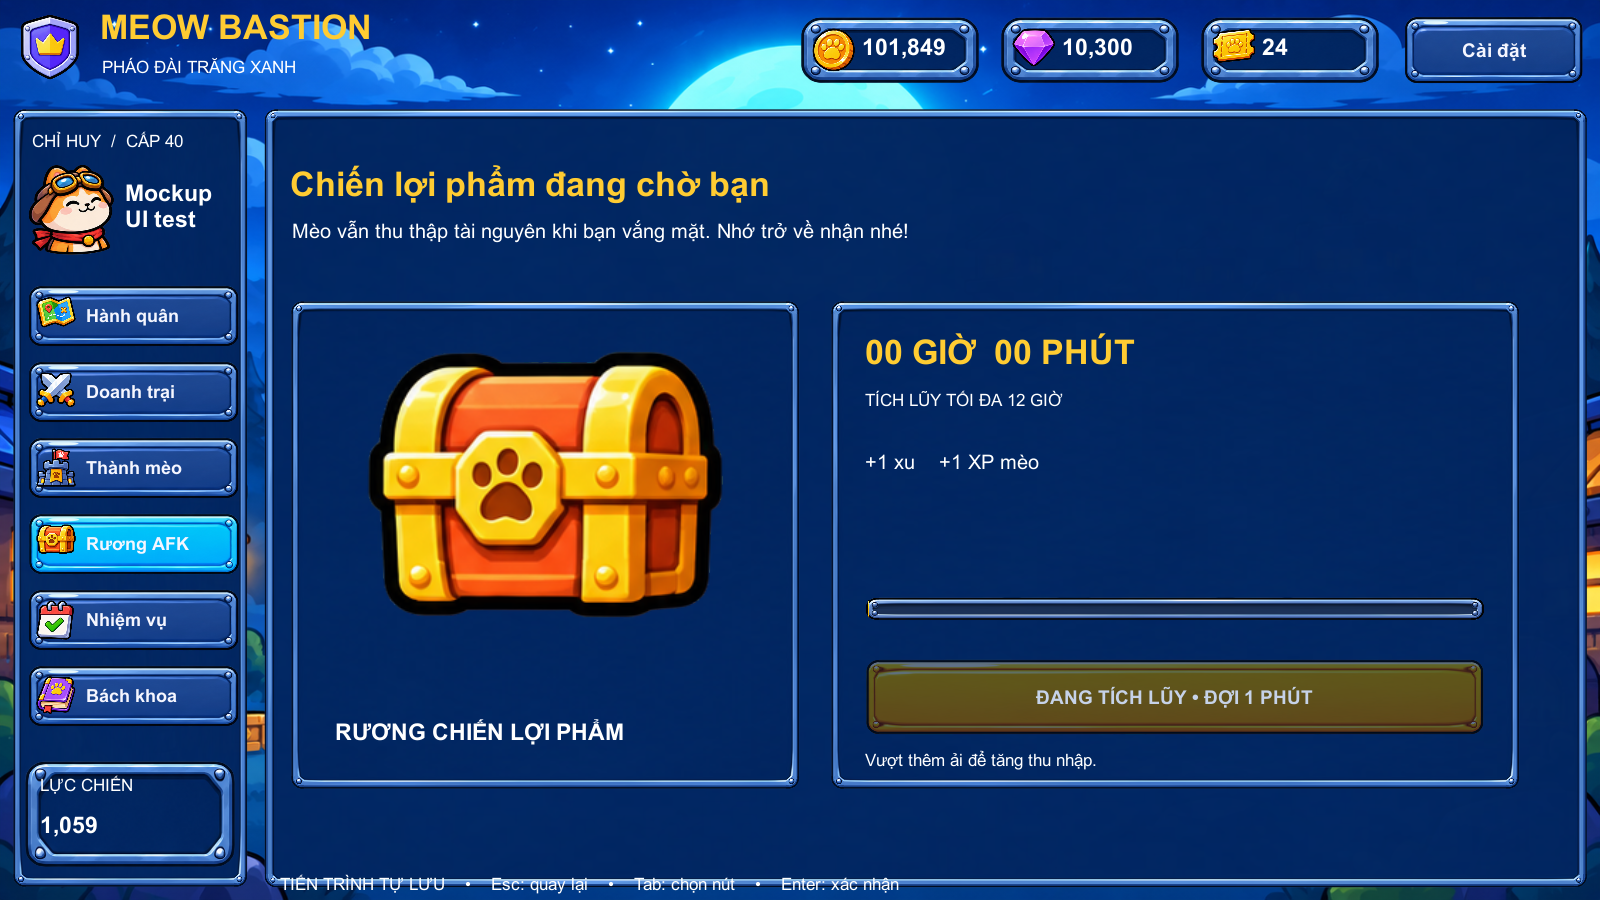 MEOW BASTION
PHÁO ĐÀI TRĂNG XANH
101,849
10,300
24
Cài đặt
CHỈ HUY / CẤP 40
Mockup
UI test
Hành quân
Doanh trại
Thành mèo
Rương AFK
Nhiệm vụ
Bách khoa
LỰC CHIẾN
1,059
Chiến lợi phẩm đang chờ bạn
Mèo vẫn thu thập tài nguyên khi bạn vắng mặt. Nhớ trở về nhận nhé!
RƯƠNG CHIẾN LỢI PHẨM
00 GIỜ 00 PHÚT
TÍCH LŨY TỐI ĐA 12 GIỜ
+1 xu +1 XP mèo
ĐANG TÍCH LŨY • ĐỢI 1 PHÚT
Vượt thêm ải để tăng thu nhập.
TIẾN TRÌNH TỰ LƯU • Esc: quay lại • Tab: chọn nút • Enter: xác nhận